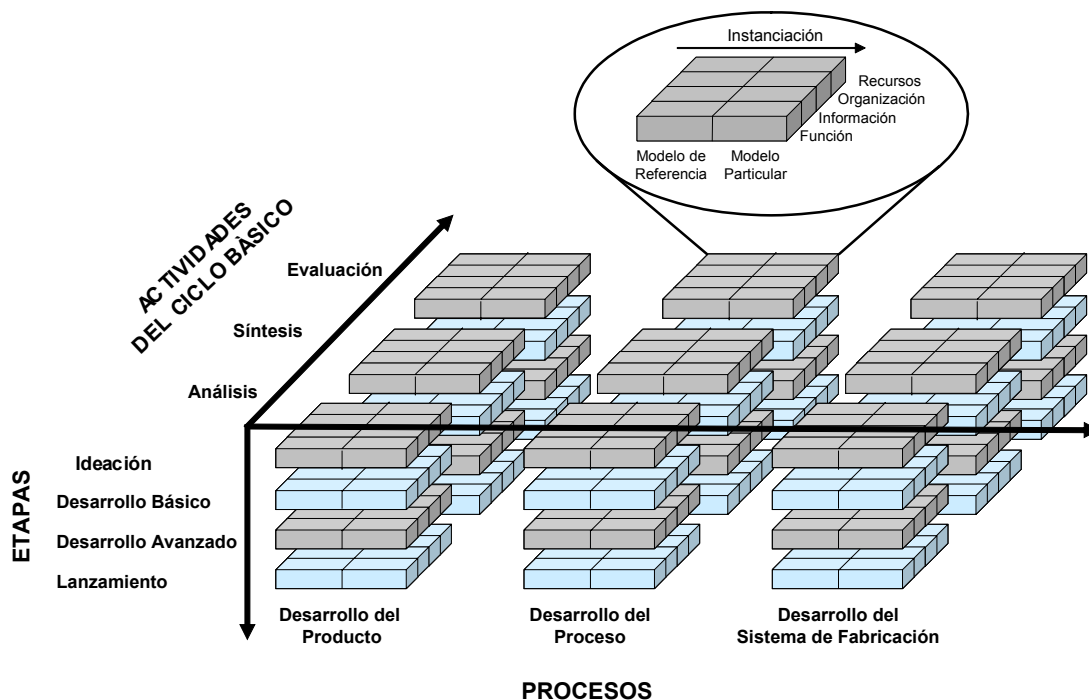 Instanciación
Recursos
Organización
Información
Función
Modelo de
Referencia
Modelo
Particular
ACTIVIDADES
DEL CICLO BÀSICO
Evaluación
Síntesis
Análisis
ETAPAS
Ideación
Desarrollo Básico
Desarrollo Avanzado
Lanzamiento
Desarrollo del
Producto
Desarrollo del
Proceso
Desarrollo del
Sistema de Fabricación
PROCESOS